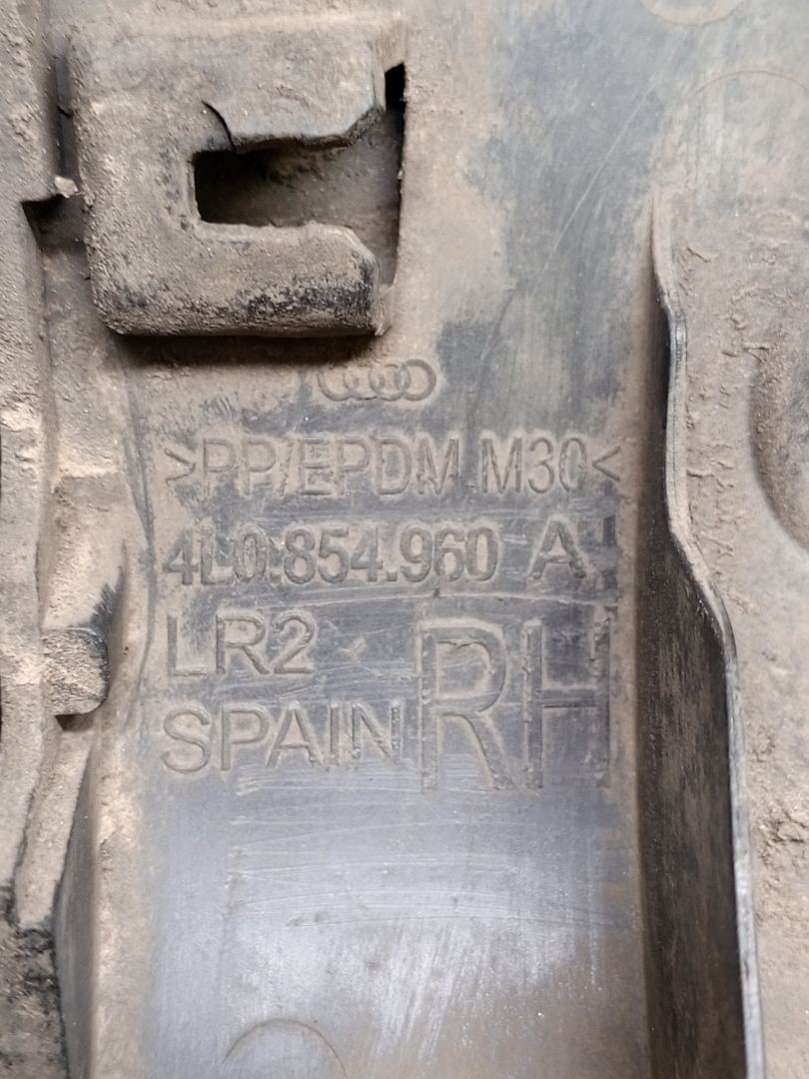 >PP/EPDM M30<
4L0.854.960 A
LR2
SPAIN RH